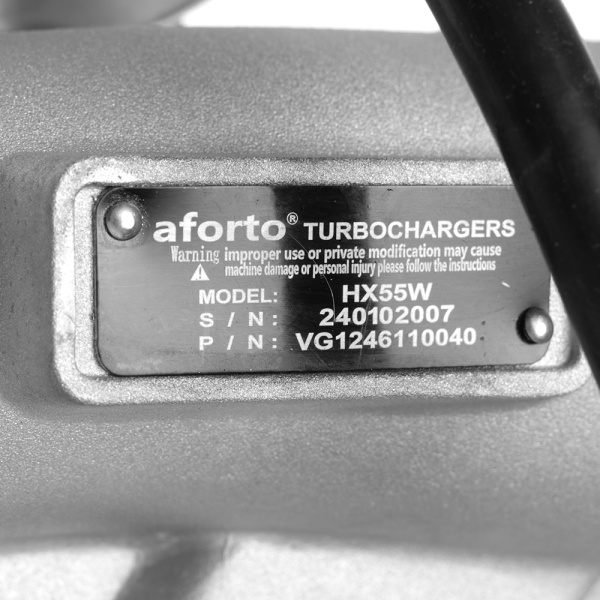 aforto® TURBOCHARGERS
Warning improper use or private modification may cause
machine damage or personal injury please follow the instructions
MODEL: HX55W
S / N: 240102007
P / N: VG1246110040